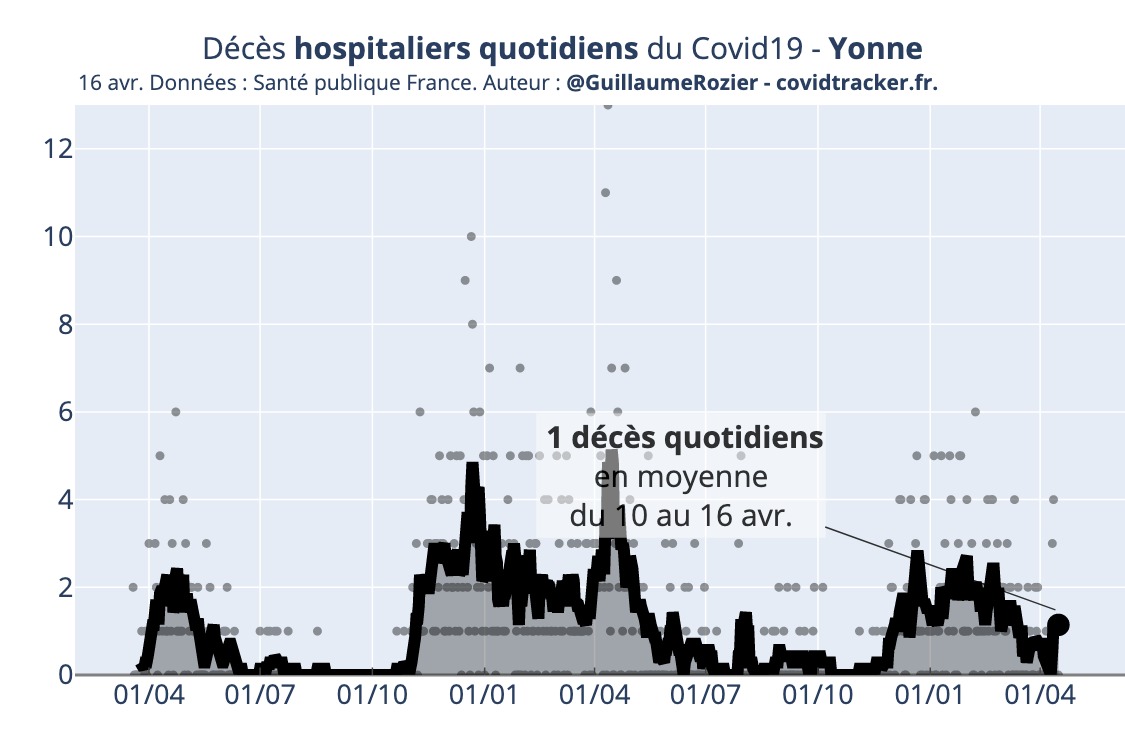 Décès hospitaliers quotidiens du Covid19 - Yonne
16 avr. Données : Santé publique France. Auteur : @GuillaumeRozier - covidtracker.fr.
12
10
8
6
4
2
0
1 décès quotidiens
en moyenne
du 10 au 16 avr.
01/04 01/07 01/10 01/01 01/04 01/07 01/10 01/01 01/04